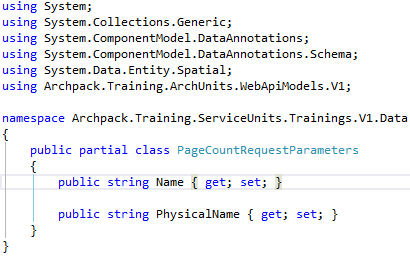 using System;
using System.Collections.Generic;
using System.ComponentModel.DataAnnotations;
using System.ComponentModel.DataAnnotations.Schema;
using System.Data.Entity.Spatial;
using Archpack.Training.ArchUnits.WebApiModels.V1;

namespace Archpack.Training.ServiceUnits.Trainings.V1.Data
{
    public partial class PageCountRequestParameters
    {
        public string Name { get; set; }

        public string PhysicalName { get; set; }
    }
}